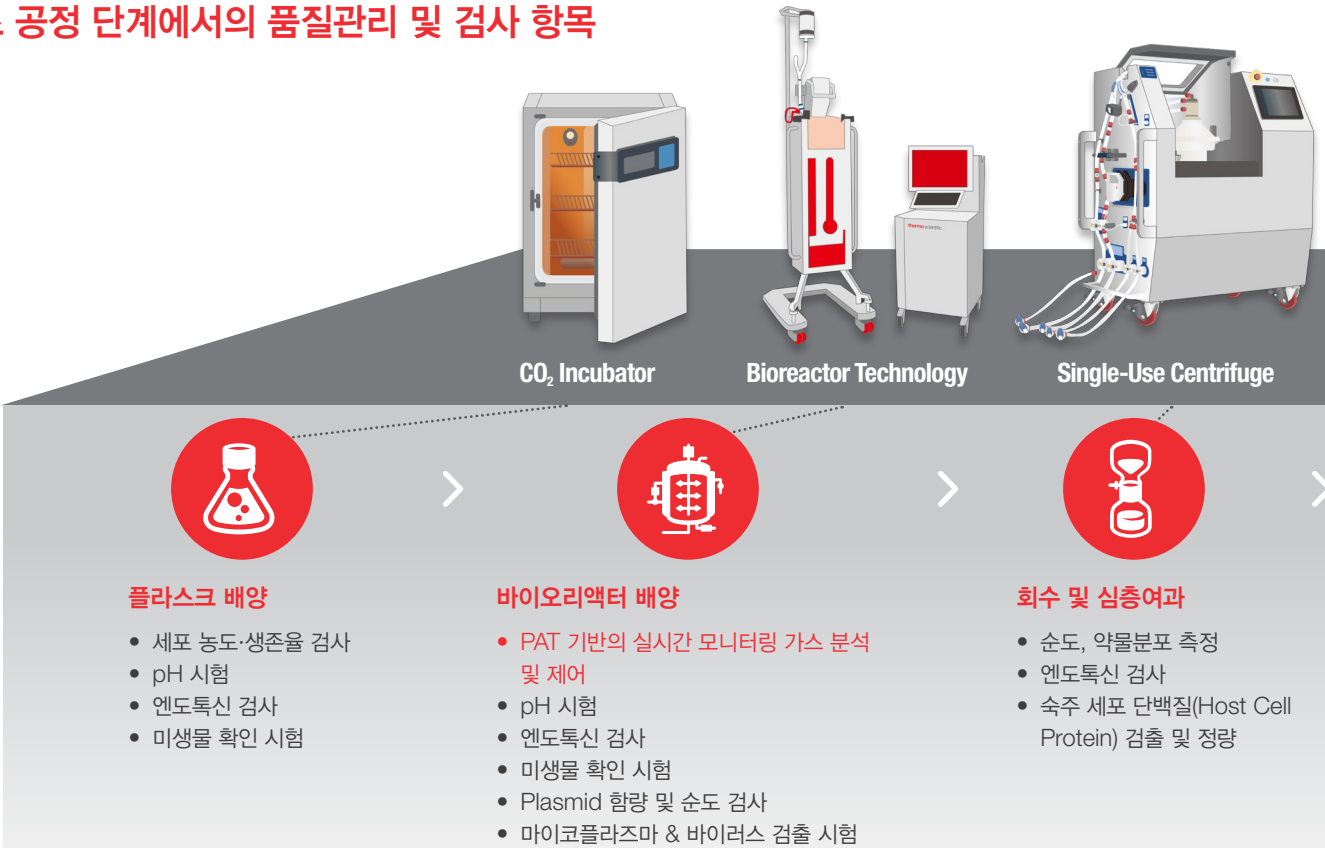 공정 단계에서의 품질관리 및 검사 항목
thermo scientific
CO₂ Incubator
Bioreactor Technology
Single-Use Centrifuge
플라스크 배양
• 세포 농도·생존율 검사
• pH 시험
• 엔도톡신 검사
• 미생물 확인 시험
바이오리액터 배양
• PAT 기반의 실시간 모니터링 가스 분석
및 제어
• pH 시험
• 엔도톡신 검사
• 미생물 확인 시험
• Plasmid 함량 및 순도 검사
• 마이코플라즈마 & 바이러스 검출 시험
회수 및 심층여과
• 순도, 약물분포 측정
• 엔도톡신 검사
• 숙주 세포 단백질(Host Cell
Protein) 검출 및 정량